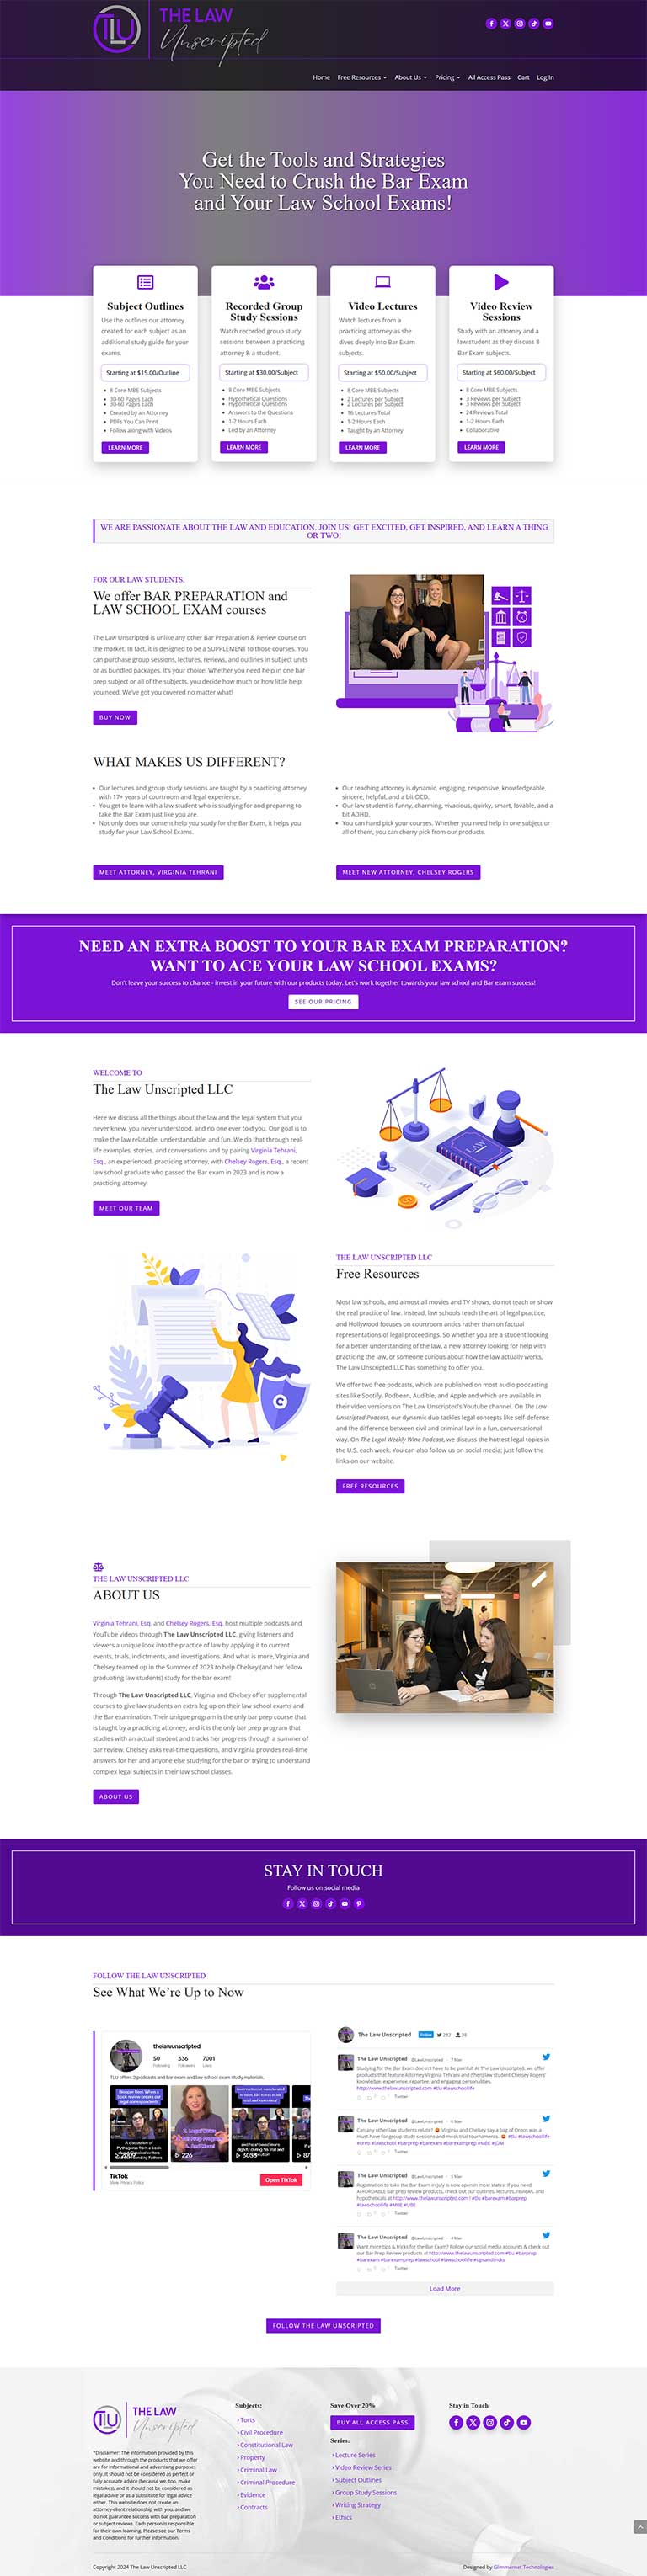 THE LAW
Unscripted
Home Free Resources About Us Pricing All Access Pass Cart Log In
Get the Tools and Strategies
You Need to Crush the Bar Exam
and Your Law School Exams!
Subject Outlines
Use the outlines our attorney
created for each subject as an
additional study guide for your
exams.
Starting at $15.00/Outline
8 Core MBE Subjects
30-60 Pages Each
Created by an Attorney
PDFs You Can Print
Follow along with Videos
LEARN MORE
Recorded Group
Study Sessions
Watch recorded group study
sessions between a practicing
attorney & a student.
Starting at $30.00/Subject
8 Core MBE Subjects
Hypothetical Questions
Answers to the Questions
1-2 Hours Each
Led by an Attorney
LEARN MORE
Video Lectures
Watch lectures from a
practicing attorney as she
dives deeply into Bar Exam
subjects.
Starting at $50.00/Subject
8 Core MBE Subjects
2 Lectures per Subject
16 Lectures Total
1-2 Hours Each
Taught by an Attorney
LEARN MORE
Video Review
Sessions
Study with an attorney and a
law student as they discuss 8
Bar Exam subjects.
Starting at $60.00/Subject
8 Core MBE Subjects
3 Reviews per Subject
24 Reviews Total
1-2 Hours Each
Collaborative
LEARN MORE
WE ARE PASSIONATE ABOUT THE LAW AND EDUCATION. JOIN US! GET EXCITED, GET INSPIRED, AND LEARN A THING
OR TWO!
FOR OUR LAW STUDENTS,
We offer BAR PREPARATION and
LAW SCHOOL EXAM courses
The Law Unscripted is unlike any other Bar Preparation & Review course on
the market. In fact, it is designed to be a SUPPLEMENT to those courses. You
can purchase group sessions, lectures, reviews, and outlines in subject units
or as bundled packages. It's your choice! Whether you need help in one bar
prep subject or all of the subjects, you decide how much or how little help
you need. We've got you covered no matter what!
BUY NOW
WHAT MAKES US DIFFERENT?
Our lectures and group study sessions are taught by a practicing attorney
with 17+ years of courtroom and legal experience.
You get to learn with a law student who is studying for and preparing to
take the Bar Exam just like you are.
Not only does our content help you study for the Bar Exam, it helps you
study for your Law School Exams.
Our teaching attorney is dynamic, engaging, responsive, knowledgeable,
sincere, helpful, and a bit OCD.
Our law student is funny, charming, vivacious, quirky, smart, lovable, and a
bit ADHD.
You can hand pick your courses. Whether you need help in one subject or
all of them, you can cherry pick from our products.
MEET ATTORNEY, VIRGINIA TEHRANI
MEET NEW ATTORNEY, CHELSEY ROGERS
NEED AN EXTRA BOOST TO YOUR BAR EXAM PREPARATION?
WANT TO ACE YOUR LAW SCHOOL EXAMS?
Don't leave your success to chance - invest in your future with our products today. Let's work together towards your law school and Bar exam success!
SEE OUR PRICING
WELCOME TO
The Law Unscripted LLC
Here we discuss all the things about the law and the legal system that you
never knew, you never understood, and no one ever told you. Our goal is to
make the law relatable, understandable, and fun. We do that through real-
life examples, stories, and conversations and by pairing Virginia Tehrani,
Esq., an experienced, practicing attorney, with Chelsey Rogers, Esq., a recent
law school graduate who passed the Bar exam in 2023 and is now a
practicing attorney.
MEET OUR TEAM
THE LAW UNSCRIPTED LLC
Free Resources
Most law schools, and almost all movies and TV shows, do not teach or show
the real practice of law. Instead, law schools teach the art of legal practice,
and Hollywood focuses on courtroom antics rather than on factual
representations of legal proceedings. So whether you are a student looking
for a better understanding of the law, a new attorney looking for help with
practicing the law, or someone curious about how the law actually works,
The Law Unscripted LLC has something to offer you.
We offer two free podcasts, which are published on most audio podcasting
sites like Spotify, Podbean, Audible, and Apple and which are available in
their video versions on The Law Unscripted's Youtube channel. On The Law
Unscripted Podcast, our dynamic duo tackles legal concepts like self-defense
and the difference between civil and criminal law in a fun, conversational
way. On The Legal Weekly Wine Podcast, we discuss the hottest legal topics in
the U.S. each week. You can also follow us on social media; just follow the
links on our website.
FREE RESOURCES
THE LAW UNSCRIPTED LLC
ABOUT US
Virginia Tehrani, Esq. and Chelsey Rogers, Esq. host multiple podcasts and
YouTube videos through The Law Unscripted LLC, giving listeners and
viewers a unique look into the practice of law by applying it to current
events, trials, indictments, and investigations. And what is more, Virginia and
Chelsey teamed up in the Summer of 2023 to help Chelsey (and her fellow
graduating law students) study for the bar exam!
Through The Law Unscripted LLC, Virginia and Chelsey offer supplemental
courses to give law students an extra leg up on their law school exams and
the Bar examination. Their unique program is the only bar prep course that
is taught by a practicing attorney, and it is the only bar prep program that
studies with an actual student and tracks her progress through a summer of
bar review. Chelsey asks real-time questions, and Virginia provides real-time
answers for her and anyone else studying for the bar or trying to understand
complex legal subjects in their law school classes.
ABOUT US
STAY IN TOUCH
Follow us on social media
FOLLOW THE LAW UNSCRIPTED
See What We're Up to Now
thelawunscripted
50 336 7001
Following Followers Likes
TLU offers 2 podcasts and bar exam and law school exam study materials.
226
3053
TikTok
View Privacy Policy
Open TikTok
The Law Unscripted Follow 232 36
The Law Unscripted @LawUnscripted · 7 Mar
Studying for the Bar Exam doesn't have to be painful! At The Law Unscripted, we offer
products that feature Attorney Virginia Tehrani and (then) law student Chelsey Rogers'
knowledge, experience, repartee, and engaging personalities.
http://www.thelawunscripted.com #tlu #lawschoollife
Twitter
The Law Unscripted @LawUnscripted · 6 Mar
Twitter
The Law Unscripted @LawUnscripted · 5 Mar
Registration to take the Bar Exam in July is now open in most states! If you need
AFFORDABLE bar prep review products, check out our outlines, lectures, reviews, and
hypotheticals at http://www.thelawunscripted.com ! #tlu #barexam #barprep
#lawschoollife #MBE #UBE
Twitter
The Law Unscripted @LawUnscripted · 4 Mar
Want more tips & tricks for the Bar Exam? Follow our social media accounts & check out
our Bar Prep Review products at http://www.thelawunscripted.com #tlu #barprep
#barexam #barexamprep #lawschool #lawschoollife #tipsandtricks
Twitter
Load More
FOLLOW THE LAW UNSCRIPTED
THE LAW
Unscripted
*Disclaimer: The information provided by this
website and through the products that we offer
are for informational and advertising purposes
only. It should not be considered as perfect or
fully accurate advice (because we, too, make
mistakes), and it should not be considered as
legal advice or as a substitute for legal advice
either. This website does not create an
attorney-client relationship with you, and we
do not guarantee success with bar preparation
or subject reviews. Each person is responsible
for their own learning. Please see our Terms
and Conditions for further information.
Subjects:
Torts
Civil Procedure
Constitutional Law
Property
Criminal Law
Criminal Procedure
Evidence
Contracts
Save Over 20%
BUY ALL ACCESS PASS
Series:
Lecture Series
Video Review Series
Subject Outlines
Group Study Sessions
Writing Strategy
Ethics
Stay in Touch
Copyright 2024 The Law Unscripted LLC
Designed by Glimmernet Technologies